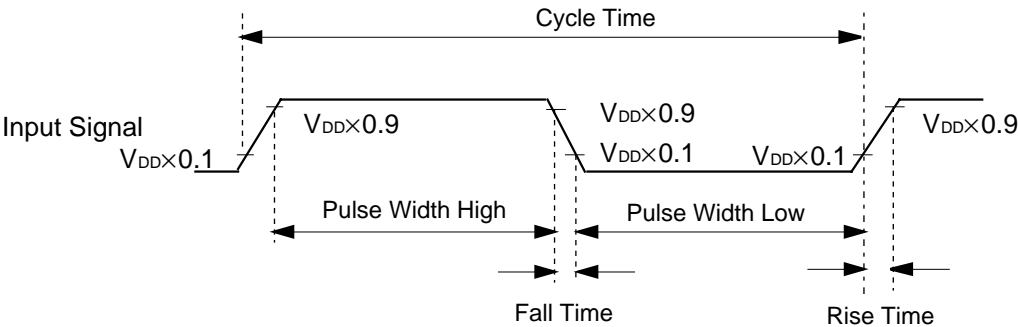 Cycle Time
Input Signal
VDD×0.9
VDD×0.9
VDD×0.9
VDD×0.1
VDD×0.1
VDD×0.1
Pulse Width High
Pulse Width Low
Fall Time
Rise Time